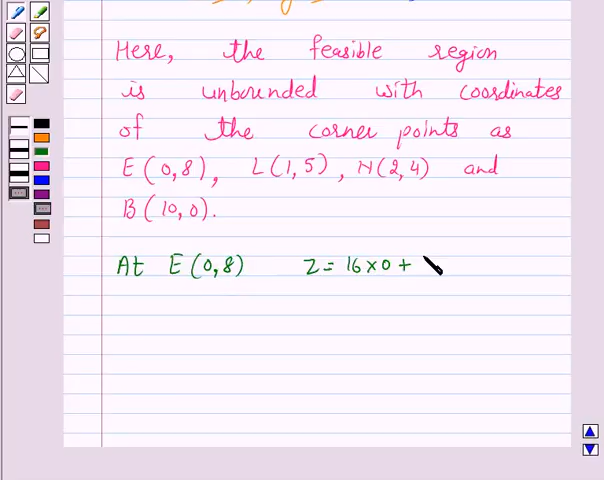 Here, the feasible region
is unbounded with coordinates
of the corner points as
E(0,8), L(1,5), N(2,4) and
B(10,0).
At E(0,8) Z=16×0+